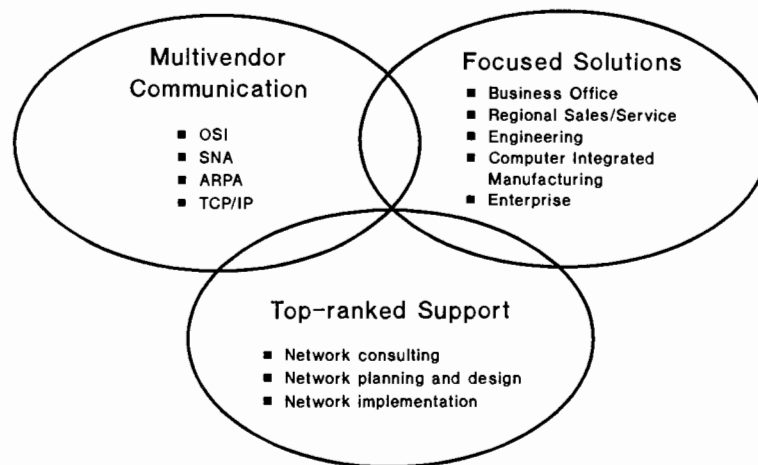 Multivendor
Communication
■ OSI
■ SNA
■ ARPA
■ TCP/IP
Focused Solutions
■ Business Office
■ Regional Sales/Service
■ Engineering
■ Computer Integrated
Manufacturing
■ Enterprise
Top-ranked Support
■ Network consulting
■ Network planning and design
■ Network implementation